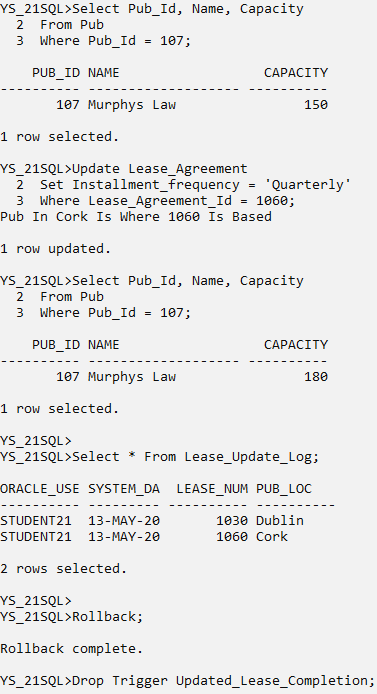 YS_21SQL>Select Pub_Id, Name, Capacity
  2  From Pub
  3  Where Pub_Id = 107;

    PUB_ID NAME                  CAPACITY
---------- ------------------- ----------
       107 Murphys Law                150

1 row selected.

YS_21SQL>Update Lease_Agreement
  2  Set Installment_frequency = 'Quarterly'
  3  Where Lease_Agreement_Id = 1060;
Pub In Cork Is Where 1060 Is Based

1 row updated.

YS_21SQL>Select Pub_Id, Name, Capacity
  2  From Pub
  3  Where Pub_Id = 107;

    PUB_ID NAME                  CAPACITY
---------- ------------------- ----------
       107 Murphys Law                180

1 row selected.

YS_21SQL>
YS_21SQL>Select * From Lease_Update_Log;

ORACLE_USE SYSTEM_DA  LEASE_NUM PUB_LOC
---------- --------- ---------- ----------
STUDENT21  13-MAY-20       1030 Dublin
STUDENT21  13-MAY-20       1060 Cork

2 rows selected.

YS_21SQL>
YS_21SQL>Rollback;

Rollback complete.

YS_21SQL>Drop Trigger Updated_Lease_Completion;